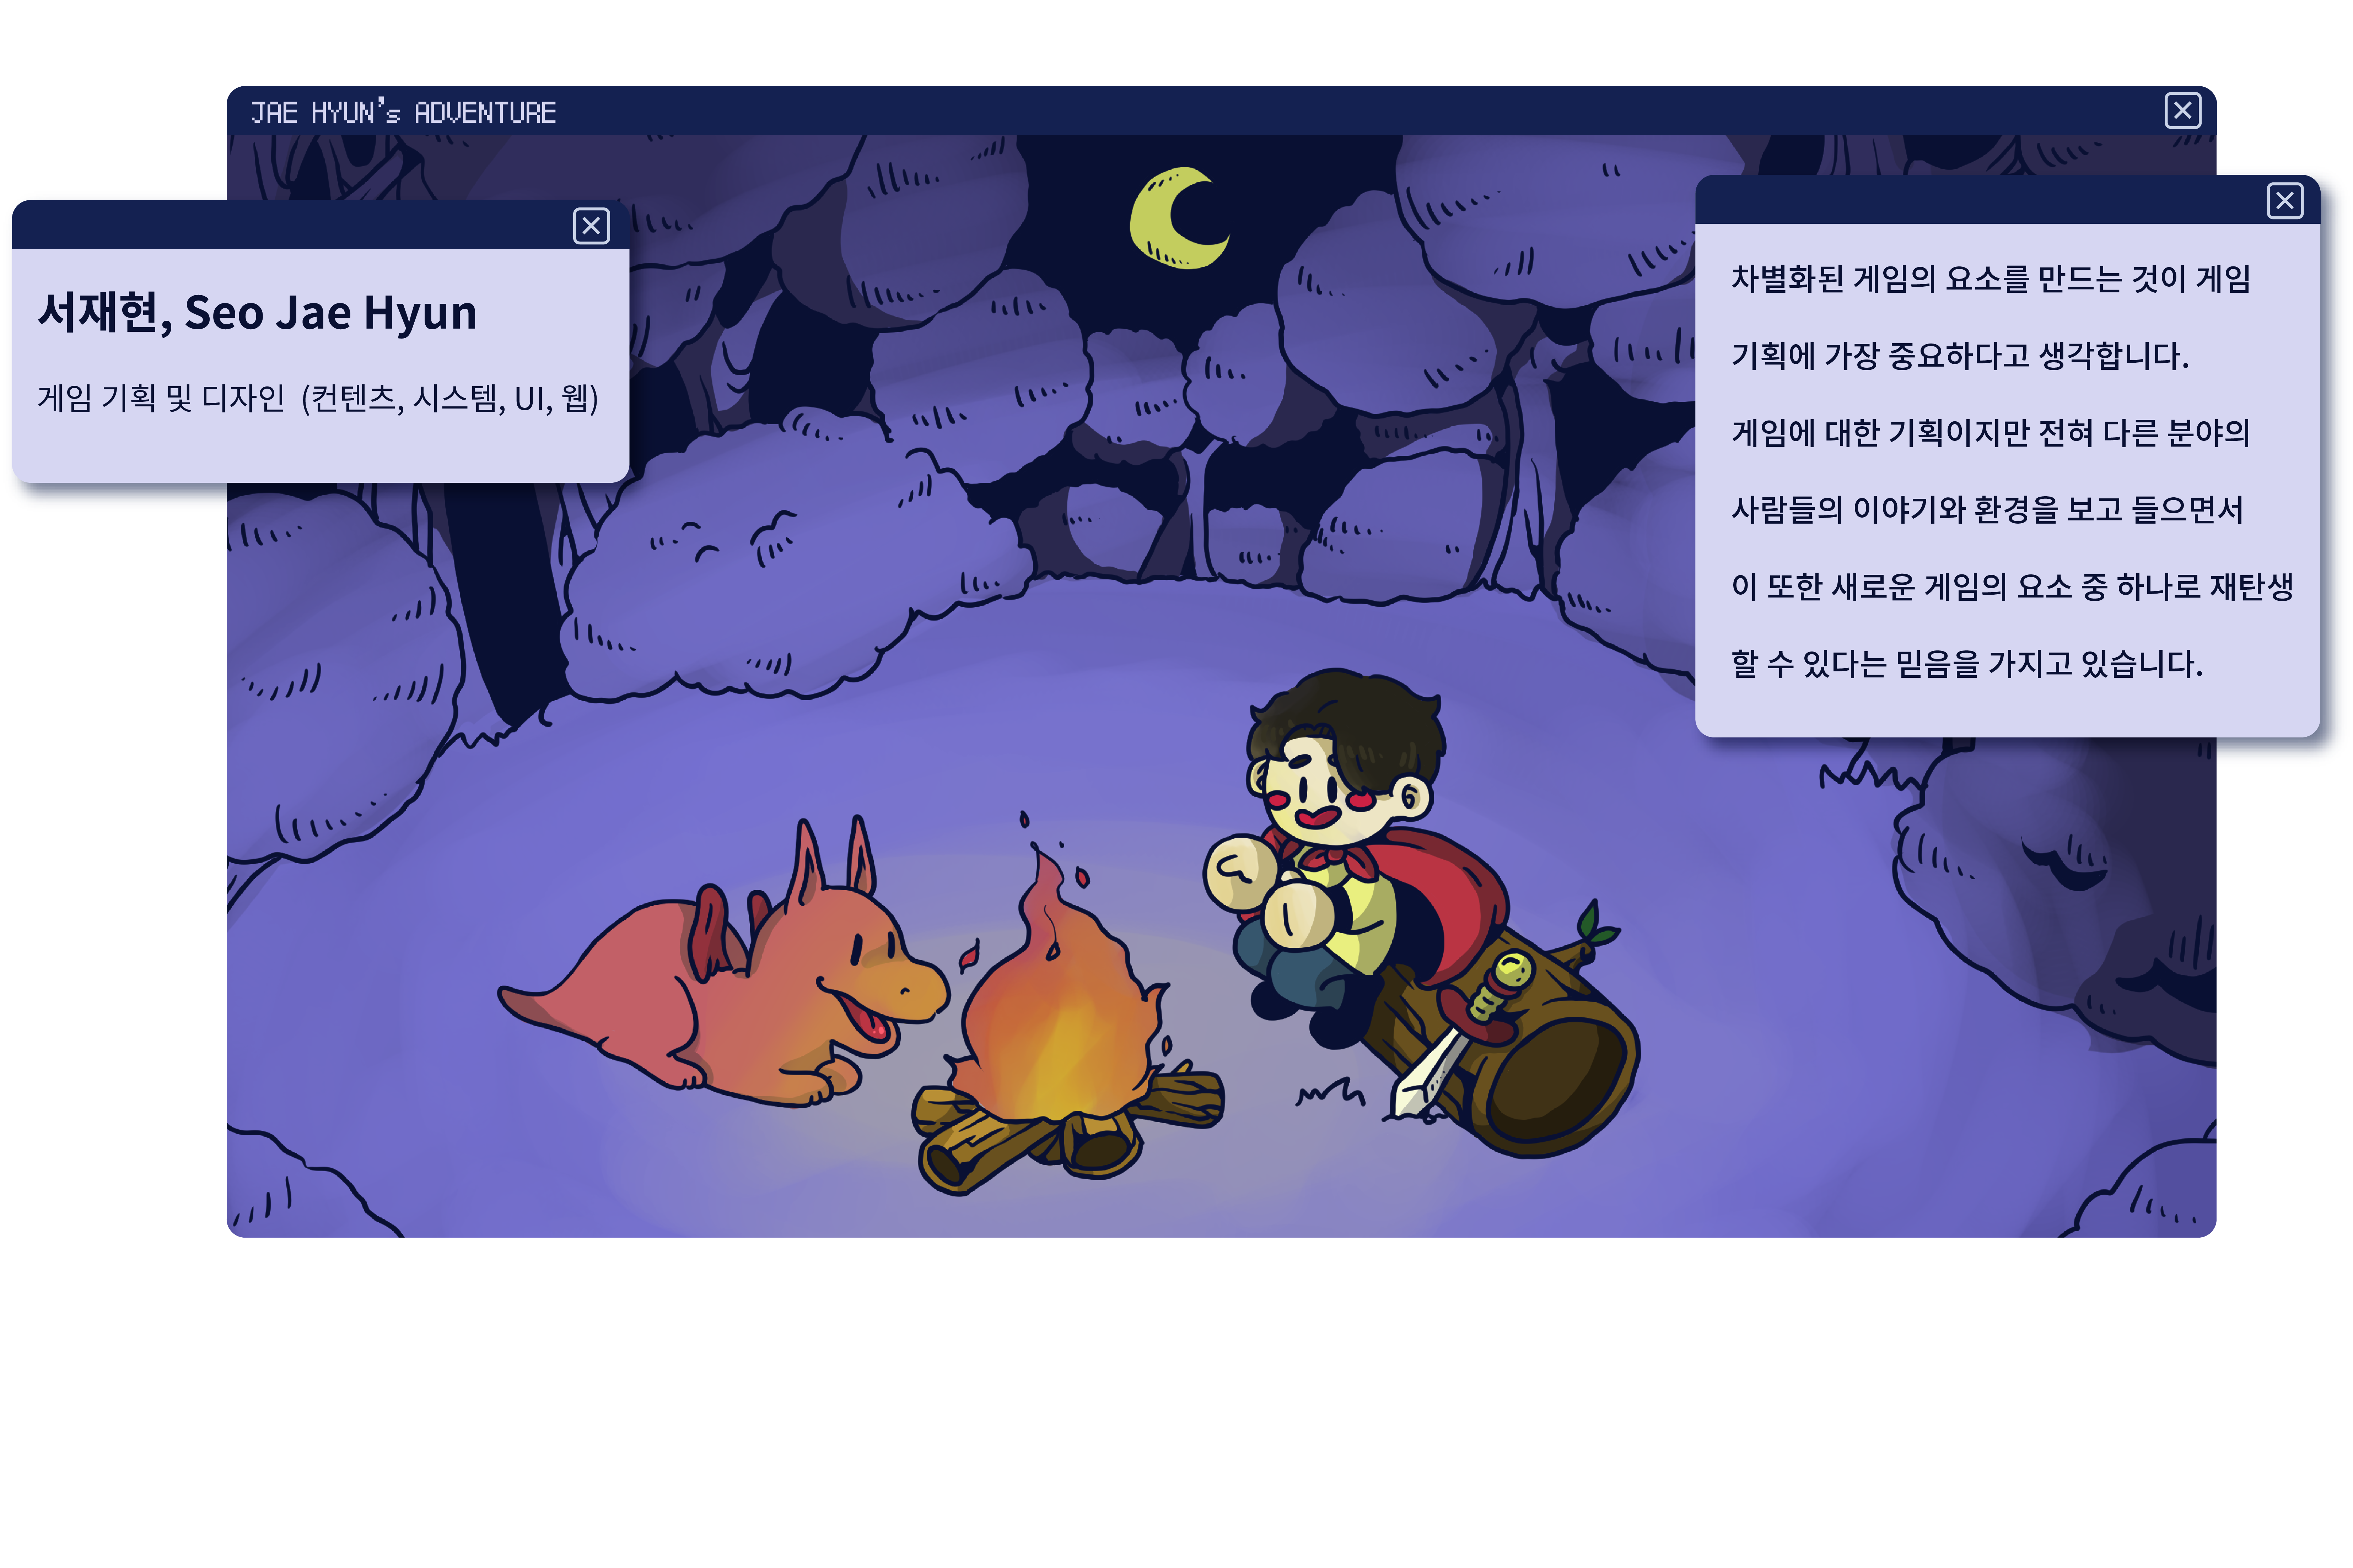 JAE HYUN's ADVENTURE
서재현, Seo Jae Hyun
게임 기획 및 디자인 (컨텐츠, 시스템, UI, 웹)
차별화된 게임의 요소를 만드는 것이 게임
기획에 가장 중요하다고 생각합니다.
게임에 대한 기획이지만 전혀 다른 분야의
사람들의 이야기와 환경을 보고 들으면서
이 또한 새로운 게임의 요소 중 하나로 재탄생
할 수 있다는 믿음을 가지고 있습니다.